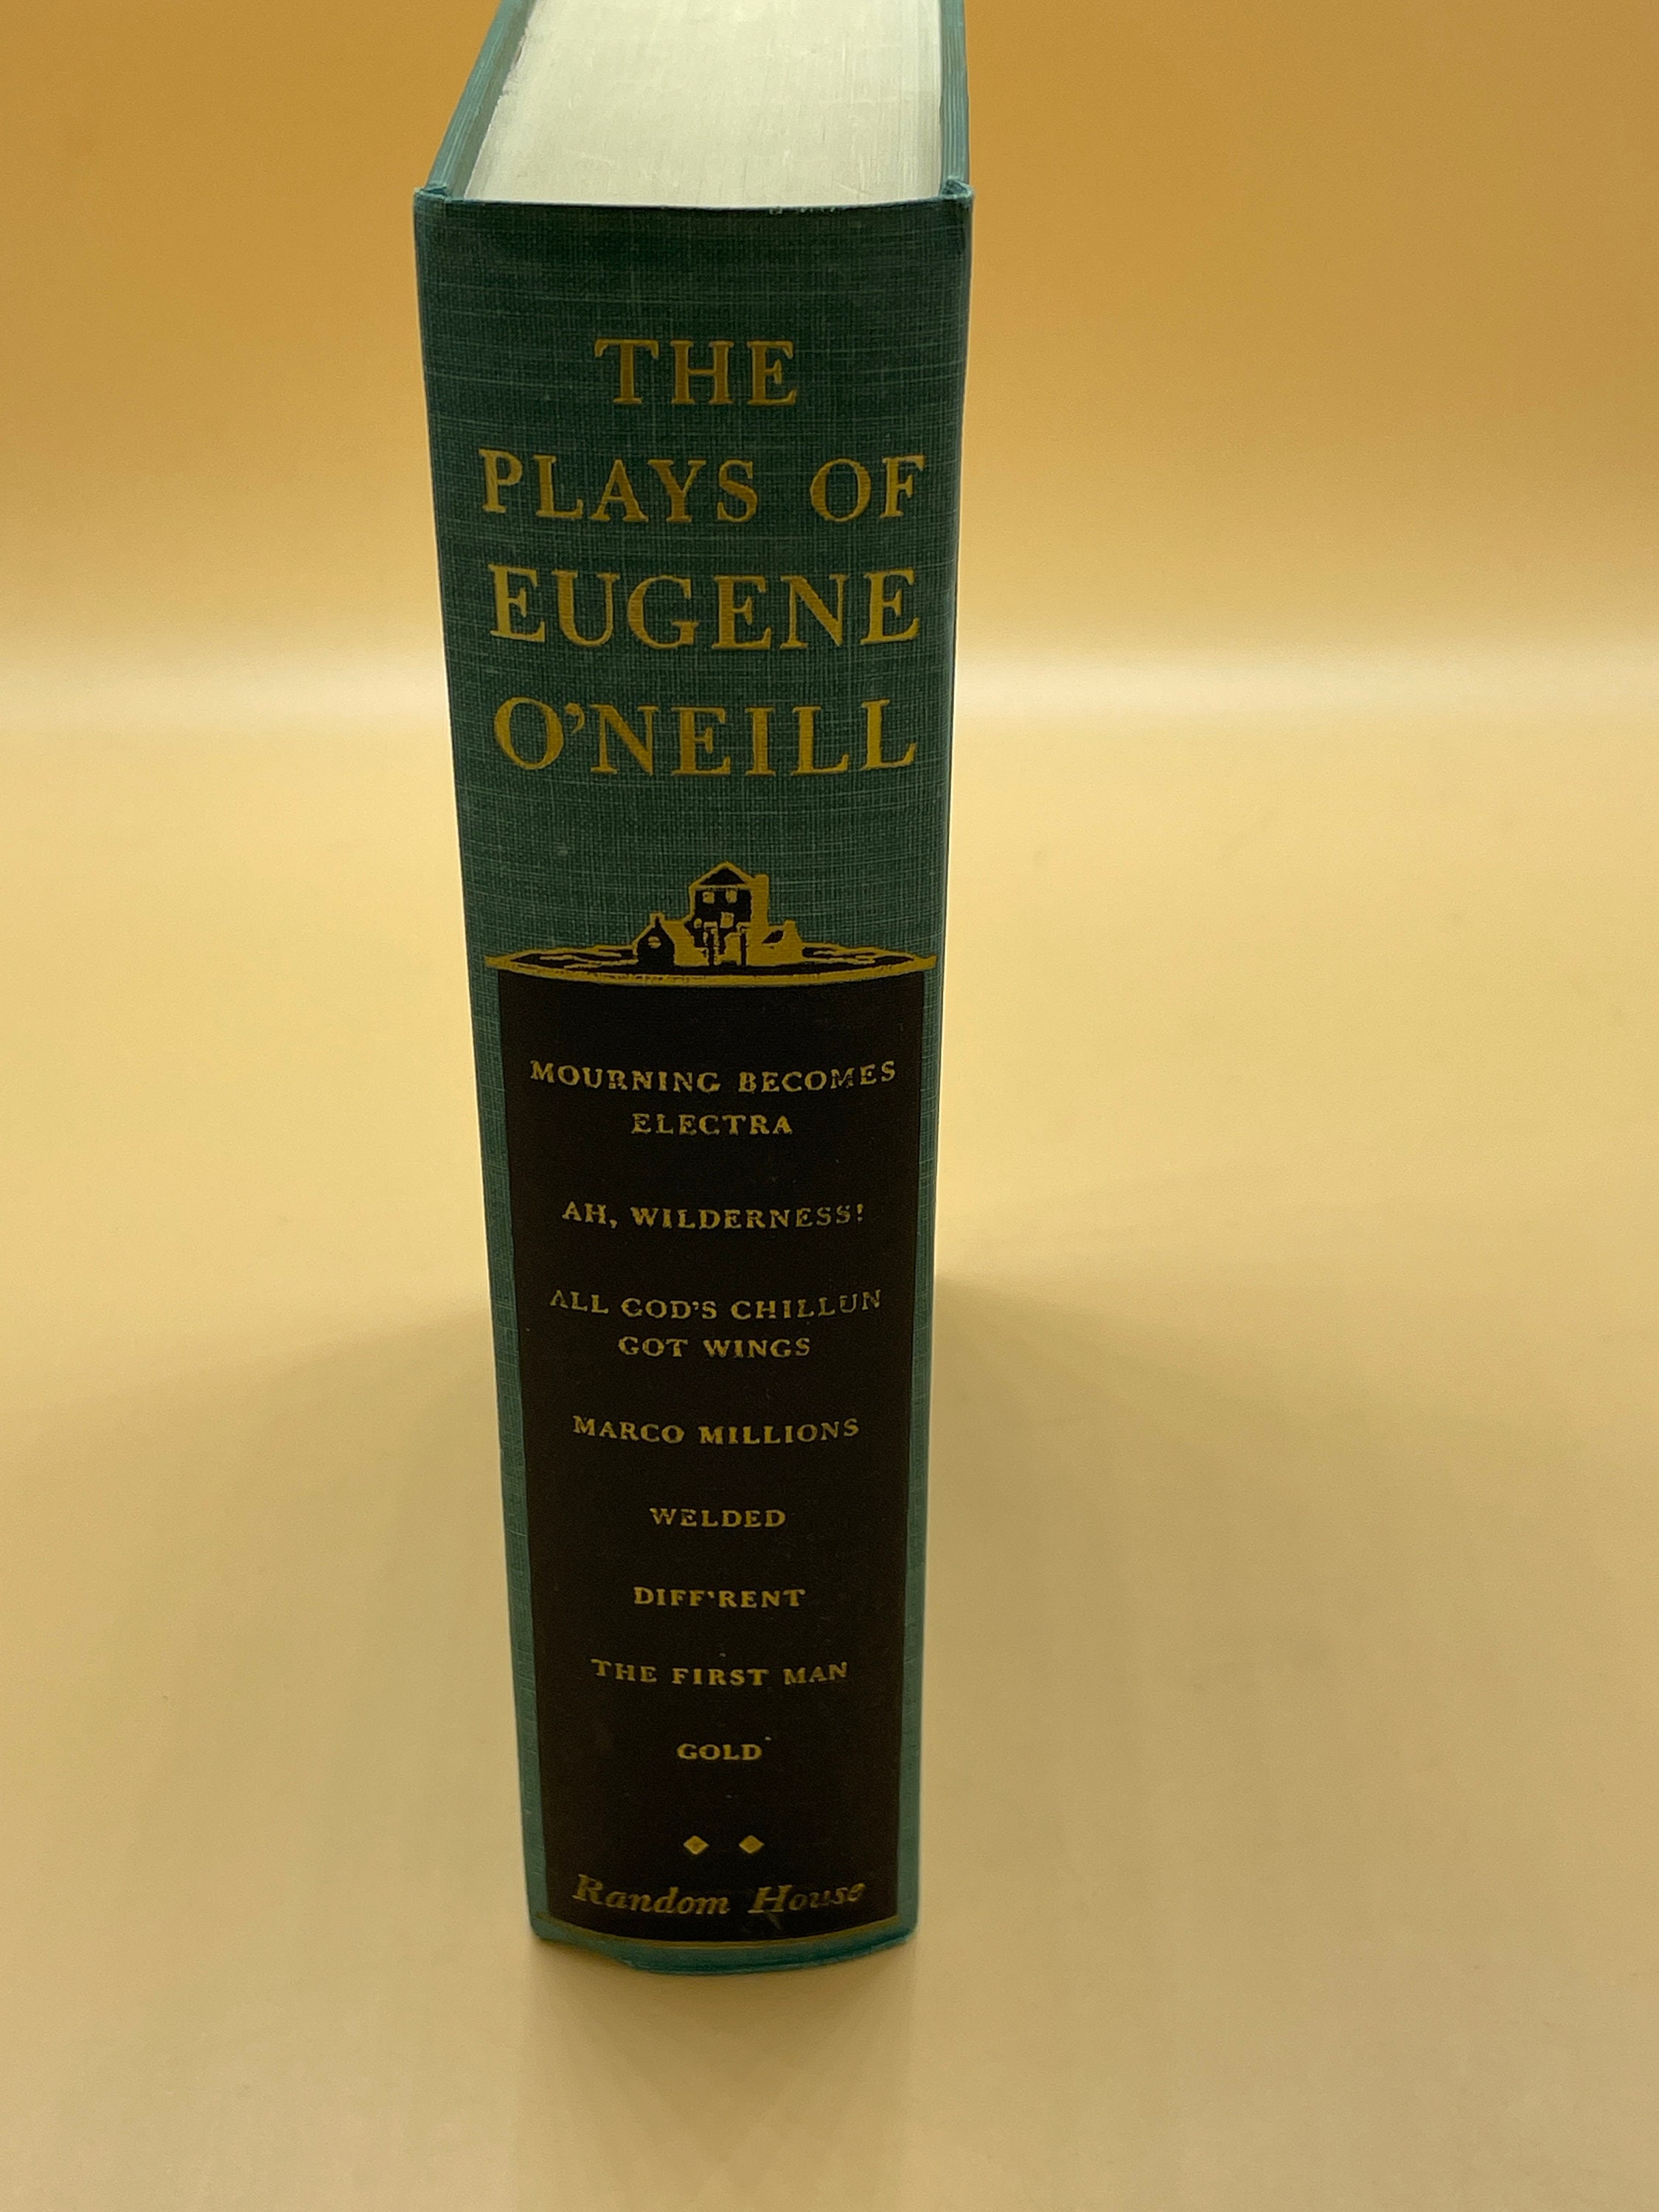 THE
PLAYS OF
EUGENE
O'NEILL
MOURNING BECOMES
ELECTRA
AH, WILDERNESS!
ALL GOD'S CHILLUN
GOT WINGS
MARCO MILLIONS
WELDED
DIFF'RENT
THE FIRST MAN
GOLD
Random House